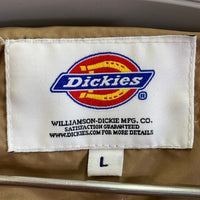 Dickies®
WILLIAMSON-DICKIE MFG. CO.
SATISFACTION GUARANTEED
WWW.DICKIES.COM FOR MORE DETAILS
L